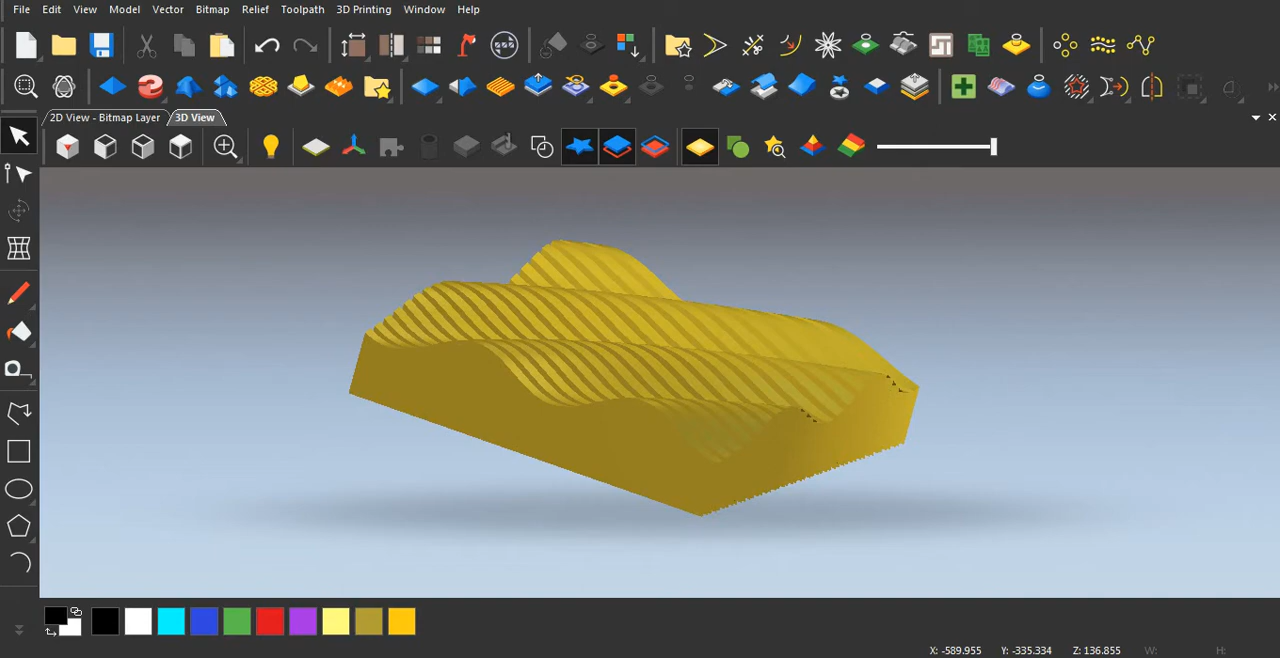 File Edit View Model Vector Bitmap Relief Toolpath 3D Printing Window Help
2D View - Bitmap Layer 3D View
X: -589.955 Y: -335.334 Z: 136.855 W: H: